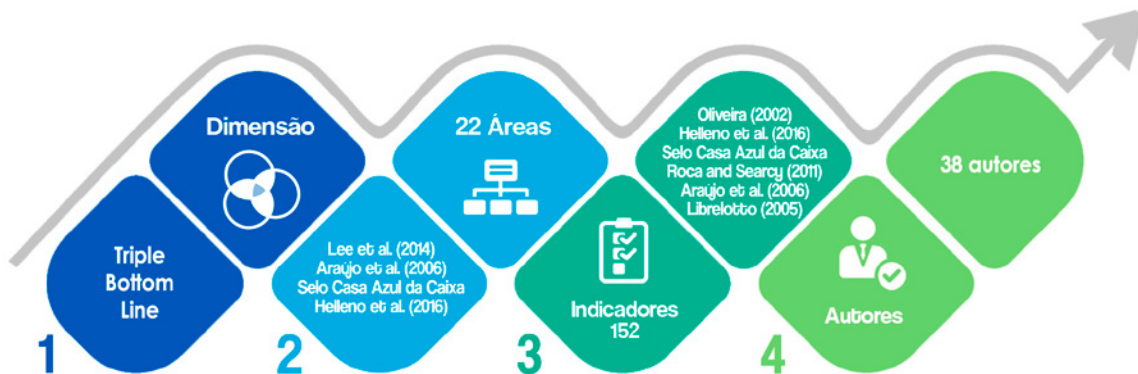 1
Triple
Bottom
Line
Dimensão
2
Lee et al. (2014)
Araújo et al. (2006)
Selo Casa Azul da Caixa
Helleno et al. (2016)
22 Áreas
3
Indicadores
152
Oliveira (2002)
Helleno et al. (2016)
Selo Casa Azul da Caixa
Roca and Searcy (2011)
Araújo et al. (2006)
Librelotto (2005)
4
Autores
38 autores